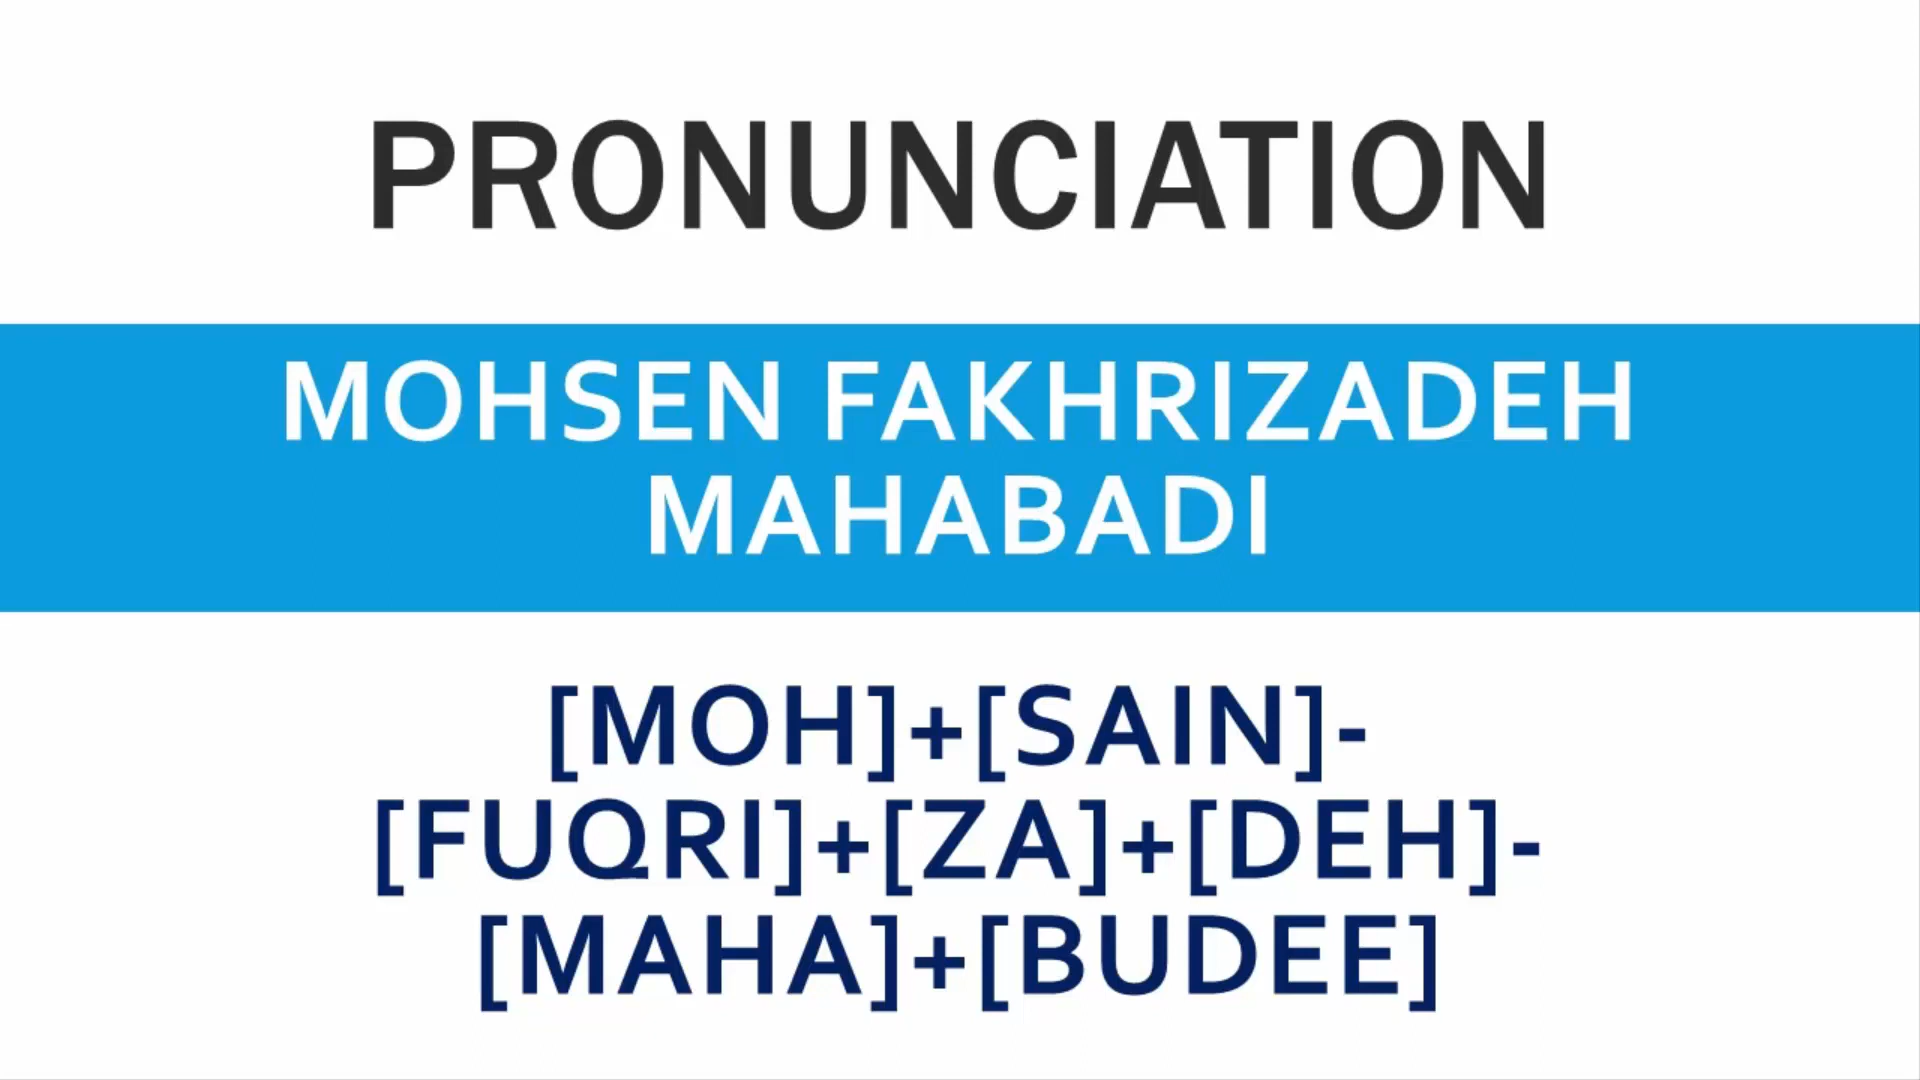 PRONUNCIATION
MOHSEN FAKHRIZADEH
MAHABADI
[MOH]+[SAIN]-
[FUQRI]+[ZA]+[DEH]-
[MAHA]+[BUDEE]